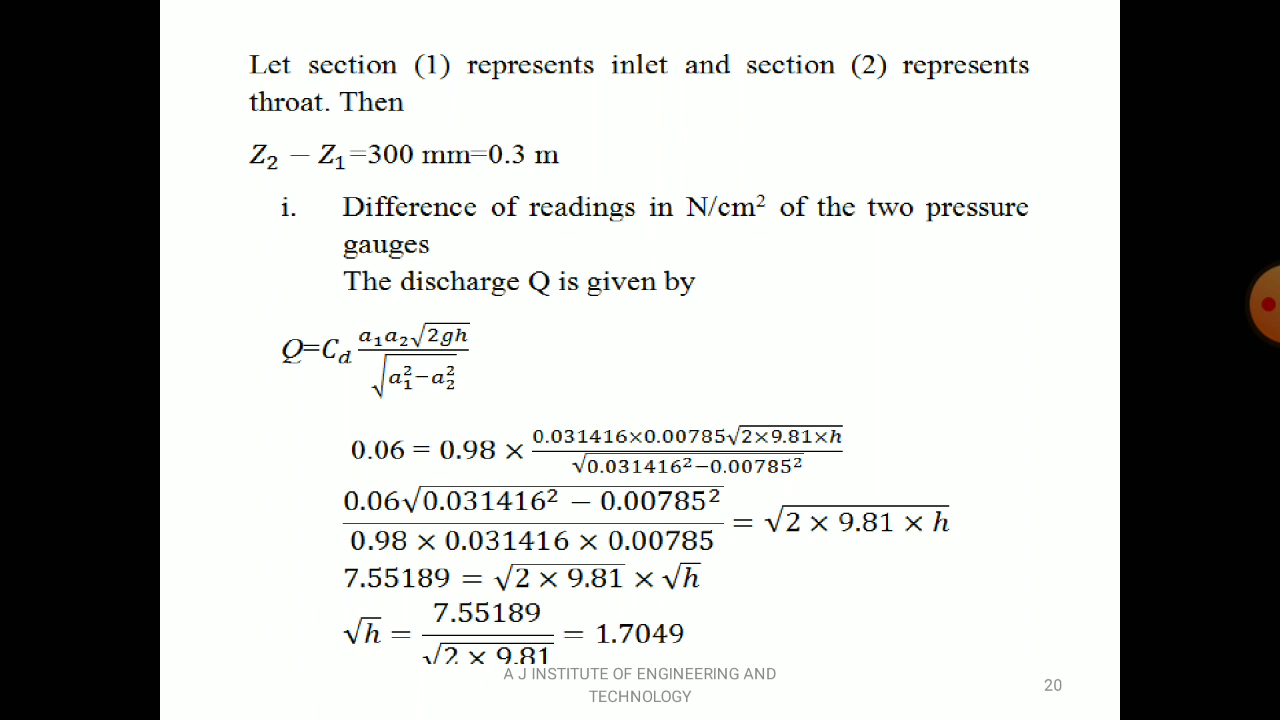 Let section (1) represents inlet and section (2) represents
throat. Then
Z₂ − Z₁=300 mm=0.3 m
i. Difference of readings in N/cm² of the two pressure
gauges
The discharge Q is given by
Q=C_d a₁a₂√(2gh) / √(a₁²−a₂²)
0.06 = 0.98 × 0.031416×0.00785√(2×9.81×h) / √(0.031416²−0.00785²)
0.06√(0.031416² − 0.00785²) / 0.98 × 0.031416 × 0.00785 = √(2 × 9.81 × h)
7.55189 = √(2 × 9.81) × √h
√h = 7.55189 / √(2 × 9.81) = 1.7049
A J INSTITUTE OF ENGINEERING AND
TECHNOLOGY
20